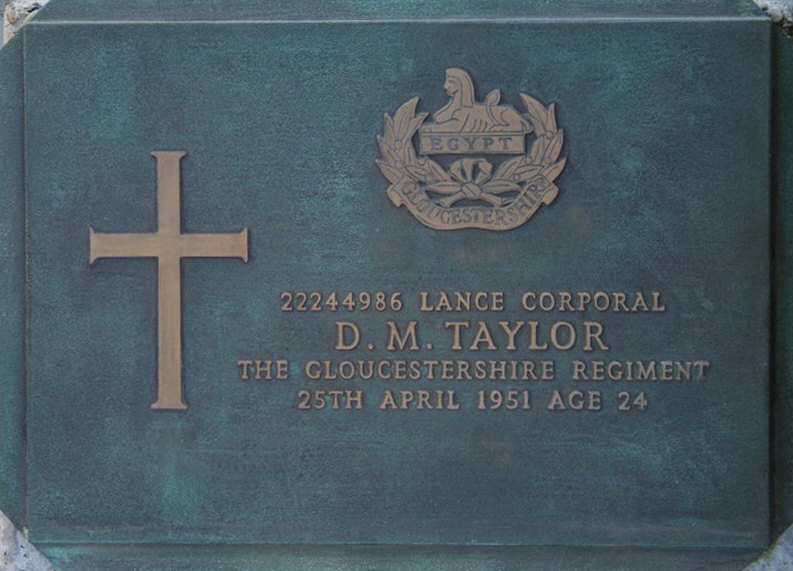 EGYPT
GLOUCESTERSHIRE
22244986 LANCE CORPORAL
D. M. TAYLOR
THE GLOUCESTERSHIRE REGIMENT
25TH APRIL 1951 AGE 24